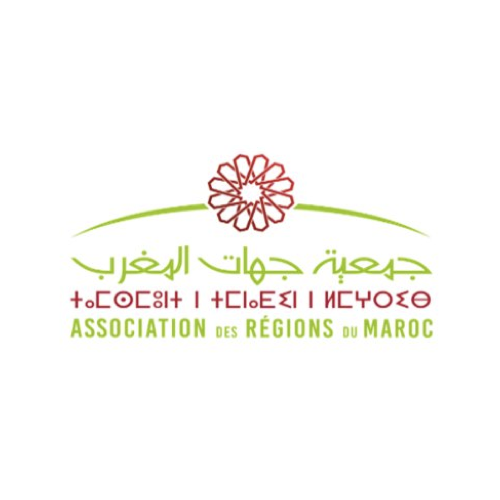 جمعية جهات المغرب
ⵜⴰⵎⵙⵎⵓⵏⵜ ⵏ ⵜⵎⵏⴰⴹⵉⵏ ⵏ ⵍⵎⵖⵔⵉⴱ
ASSOCIATION DES RÉGIONS DU MAROC